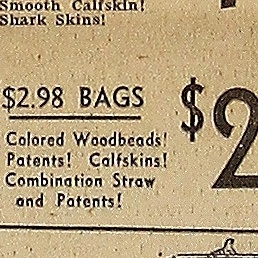 Smooth Calfskin!
Shark Skins!
$2.98 BAGS
$2
Colored Woodbeads!
Patents! Calfskins!
Combination Straw
and Patents!